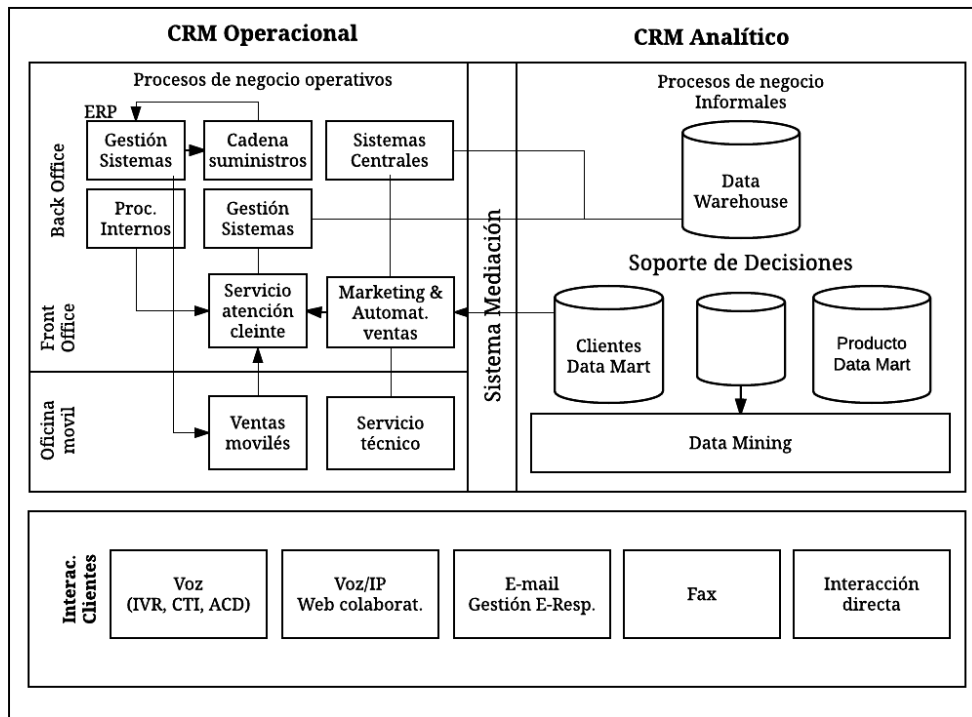 CRM Operacional
CRM Analítico
Procesos de negocio operativos
ERP
Gestión
Sistemas
Cadena
suministros
Sistemas
Centrales
Back Office
Proc.
Internos
Gestión
Sistemas
Front
Office
Servicio
atención
cleinte
Marketing &
Automat.
ventas
Oficina
movil
Ventas
movilés
Servicio
técnico
Sistema Mediación
Procesos de negocio
Informales
Data
Warehouse
Soporte de Decisiones
Clientes
Data Mart
Producto
Data Mart
Data Mining
Interac.
Clientes
Voz
(IVR, CTI, ACD)
Voz/IP
Web colaborat.
E-mail
Gestión E-Resp.
Fax
Interacción
directa